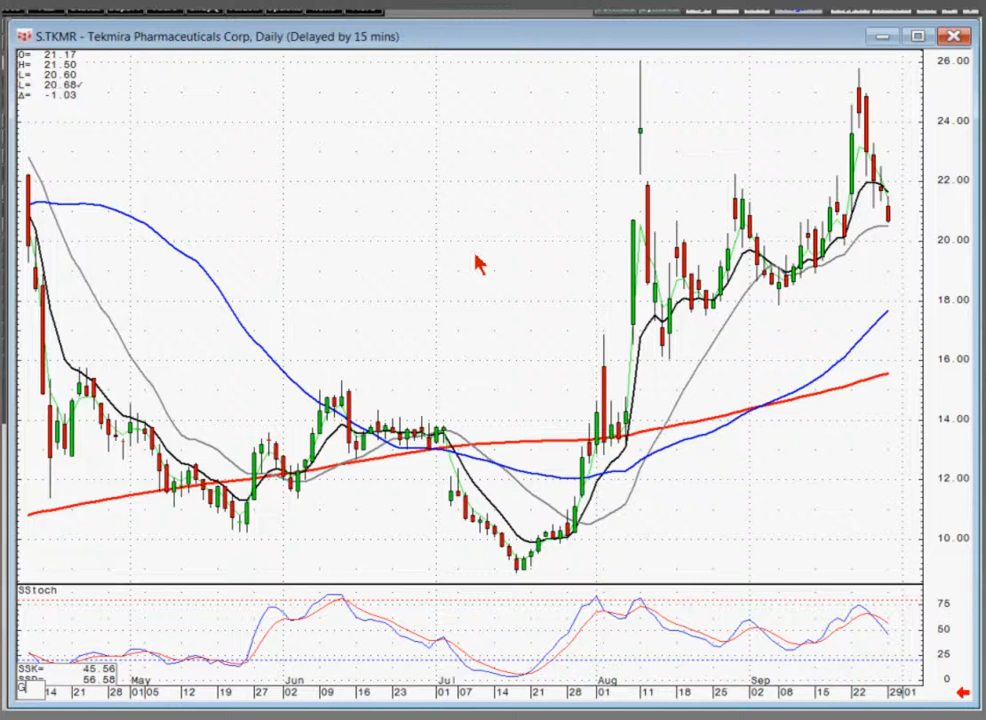 S.TKMR - Tekmira Pharmaceuticals Corp, Daily (Delayed by 15 mins)
O= 21.17
H= 21.50
L= 20.60
L= 20.68✓
Δ= -1.03
26.00
24.00
22.00
20.00
18.00
16.00
14.00
12.00
10.00
SStoch
75
50
25
0
SSK= 45.56
SSD= 56.58
G
14 21 28 May 01 05 12 19 27 Jun 02 09 16 23 Jul 01 07 14 21 28 Aug 01 11 18 25 Sep 02 08 15 22 29 01